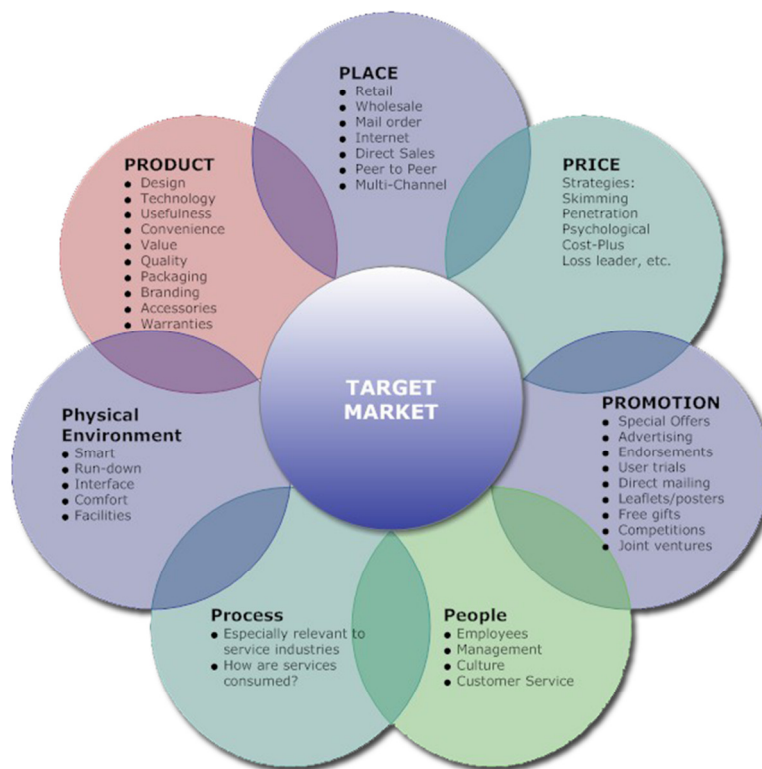 PLACE
● Retail
● Wholesale
● Mail order
● Internet
● Direct Sales
● Peer to Peer
● Multi-Channel
PRODUCT
● Design
● Technology
● Usefulness
● Convenience
● Value
● Quality
● Packaging
● Branding
● Accessories
● Warranties
PRICE
Strategies:
Skimming
Penetration
Psychological
Cost-Plus
Loss leader, etc.
TARGET
MARKET
Physical
Environment
● Smart
● Run-down
● Interface
● Comfort
● Facilities
PROMOTION
● Special Offers
● Advertising
● Endorsements
● User trials
● Direct mailing
● Leaflets/posters
● Free gifts
● Competitions
● Joint ventures
Process
● Especially relevant to
service industries
● How are services
consumed?
People
● Employees
● Management
● Culture
● Customer Service